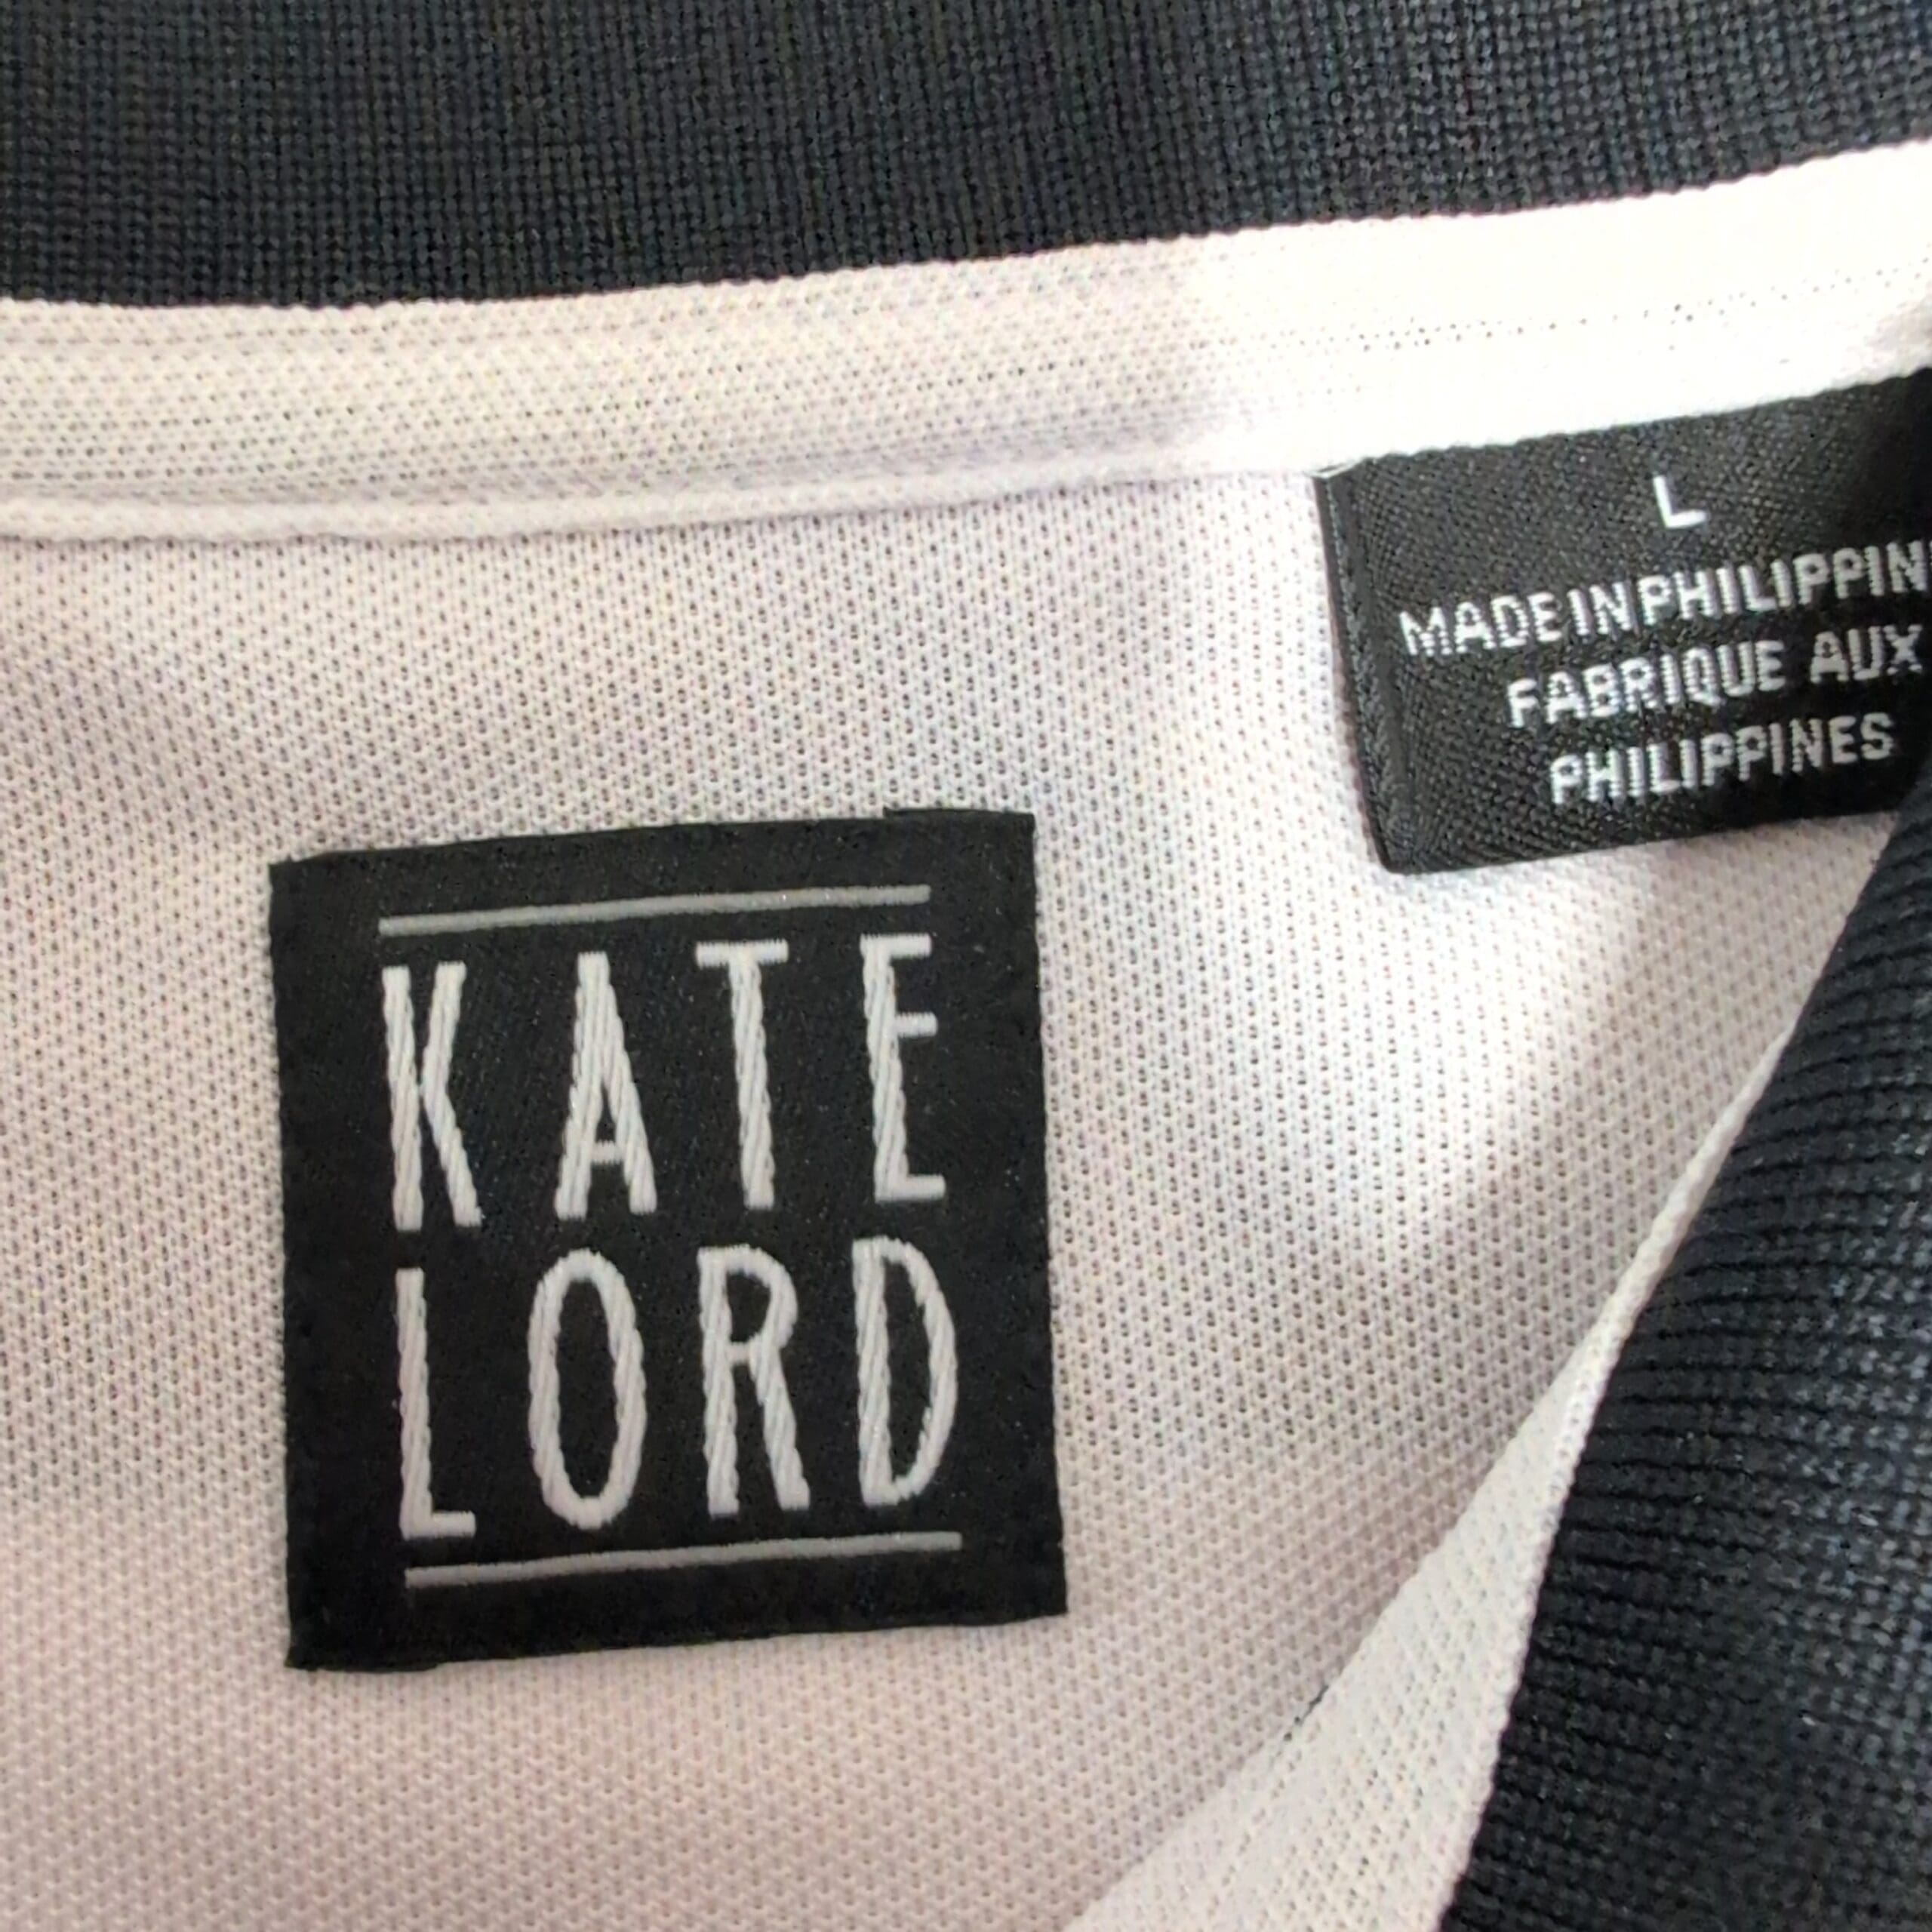 L
MADE IN PHILIPPIN
FABRIQUE AUX
PHILIPPINES
KATE
LORD